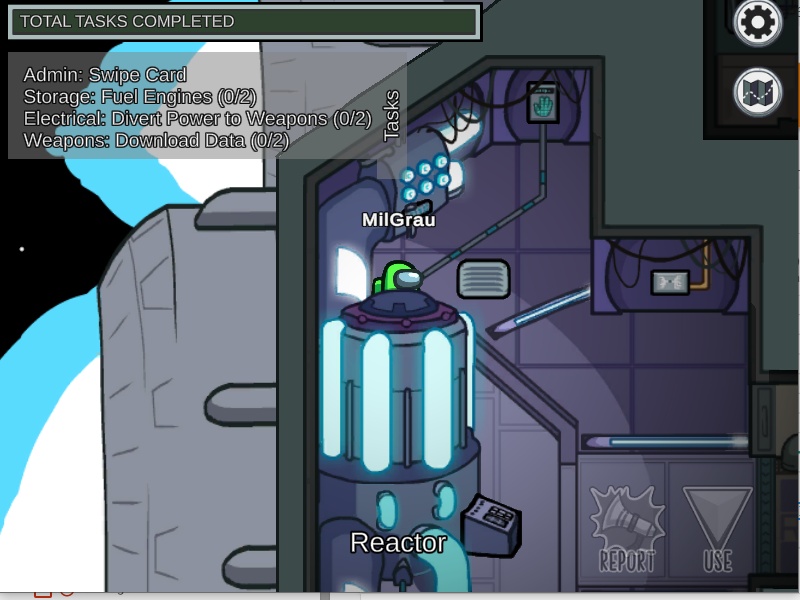 TOTAL TASKS COMPLETED
Admin: Swipe Card
Storage: Fuel Engines (0/2)
Electrical: Divert Power to Weapons (0/2)
Weapons: Download Data (0/2)
Tasks
MilGrau
Reactor
REPORT
USE